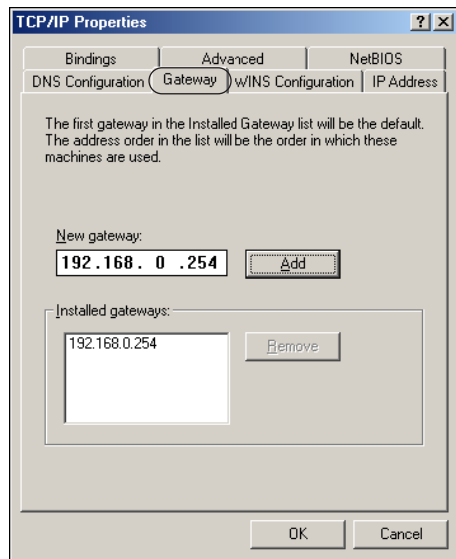 TCP/IP Properties
? X
Bindings Advanced NetBIOS
DNS Configuration Gateway WINS Configuration IP Address
The first gateway in the Installed Gateway list will be the default.
The address order in the list will be the order in which these
machines are used.
New gateway:
192.168. 0 .254 Add
Installed gateways:
192.168.0.254 Remove
OK Cancel